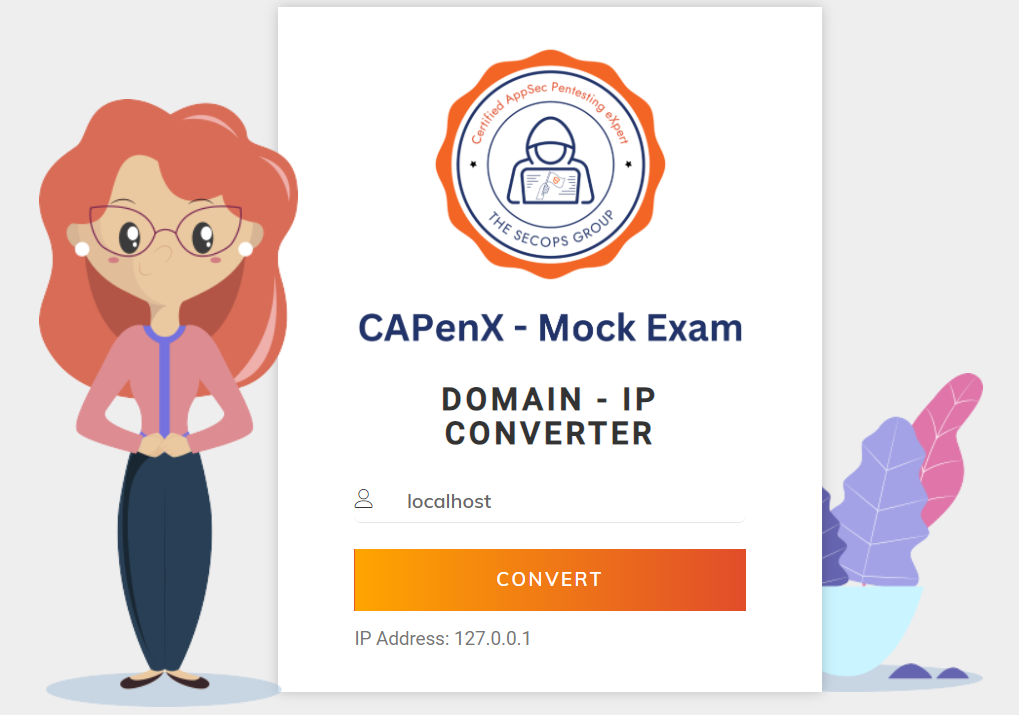 Certified AppSec Pentesting eXpert
THE SECOPS GROUP
CAPenX - Mock Exam
DOMAIN - IP
CONVERTER
localhost
CONVERT
IP Address: 127.0.0.1